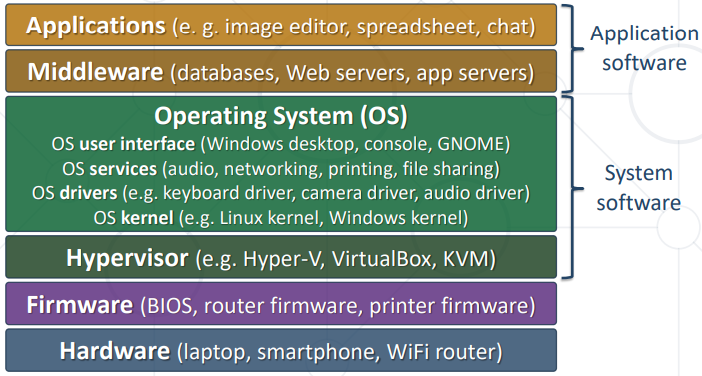 Applications (e. g. image editor, spreadsheet, chat)
Middleware (databases, Web servers, app servers)
Application
software
Operating System (OS)
OS user interface (Windows desktop, console, GNOME)
OS services (audio, networking, printing, file sharing)
OS drivers (e.g. keyboard driver, camera driver, audio driver)
OS kernel (e.g. Linux kernel, Windows kernel)
Hypervisor (e.g. Hyper-V, VirtualBox, KVM)
System
software
Firmware (BIOS, router firmware, printer firmware)
Hardware (laptop, smartphone, WiFi router)